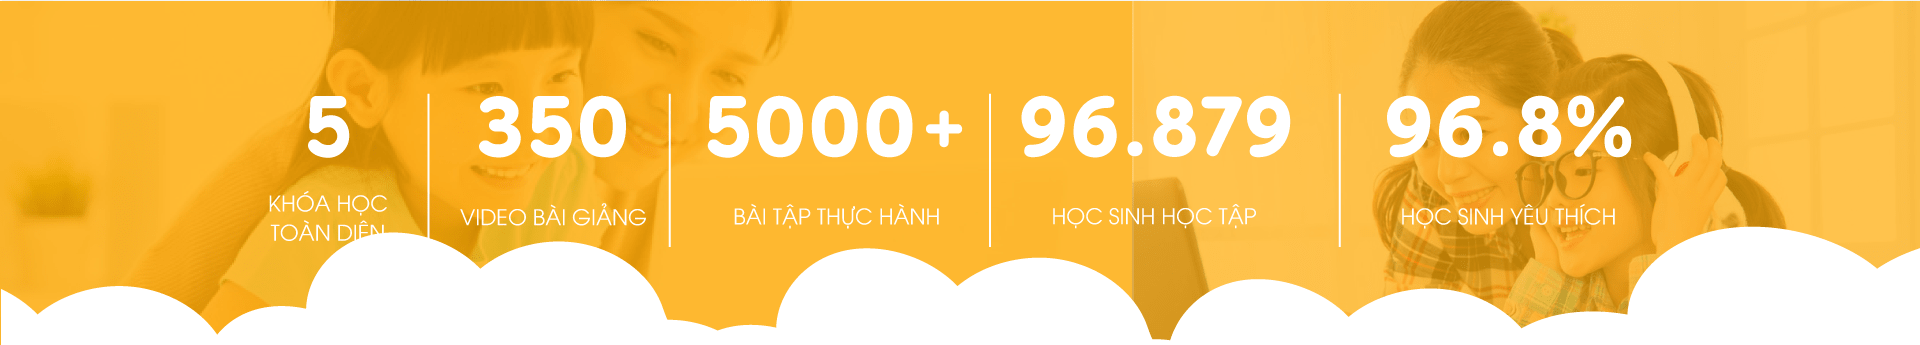 5
KHÓA HỌC
TOÀN DIỆN
350
VIDEO BÀI GIẢNG
5000+
BÀI TẬP THỰC HÀNH
96.879
HỌC SINH HỌC TẬP
96.8%
HỌC SINH YÊU THÍCH